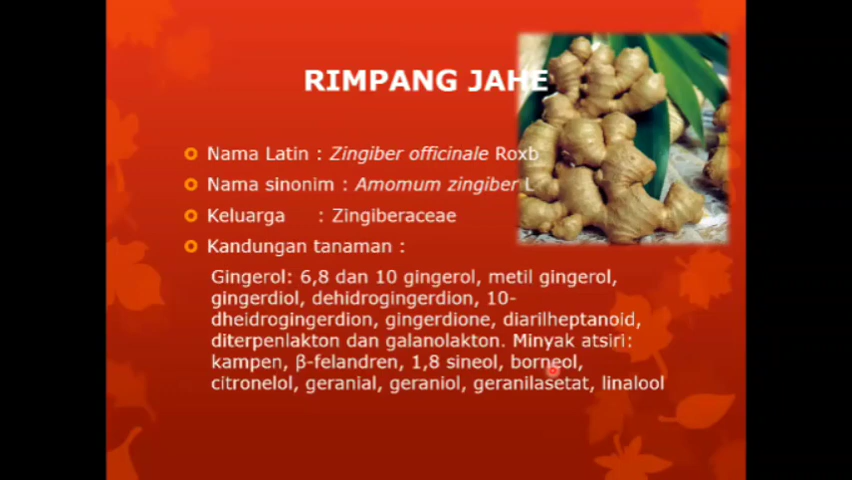 RIMPANG JAHE
Nama Latin : Zingiber officinale Roxb
Nama sinonim : Amomum zingiber L
Keluarga : Zingiberaceae
Kandungan tanaman :
Gingerol: 6,8 dan 10 gingerol, metil gingerol,
gingerdiol, dehidrogingerdion, 10-
dheidrogingerdion, gingerdione, diarilheptanoid,
diterpenlakton dan galanolakton. Minyak atsiri:
kampen, β-felandren, 1,8 sineol, borneol,
citronelol, geranial, geraniol, geranilasetat, linalool